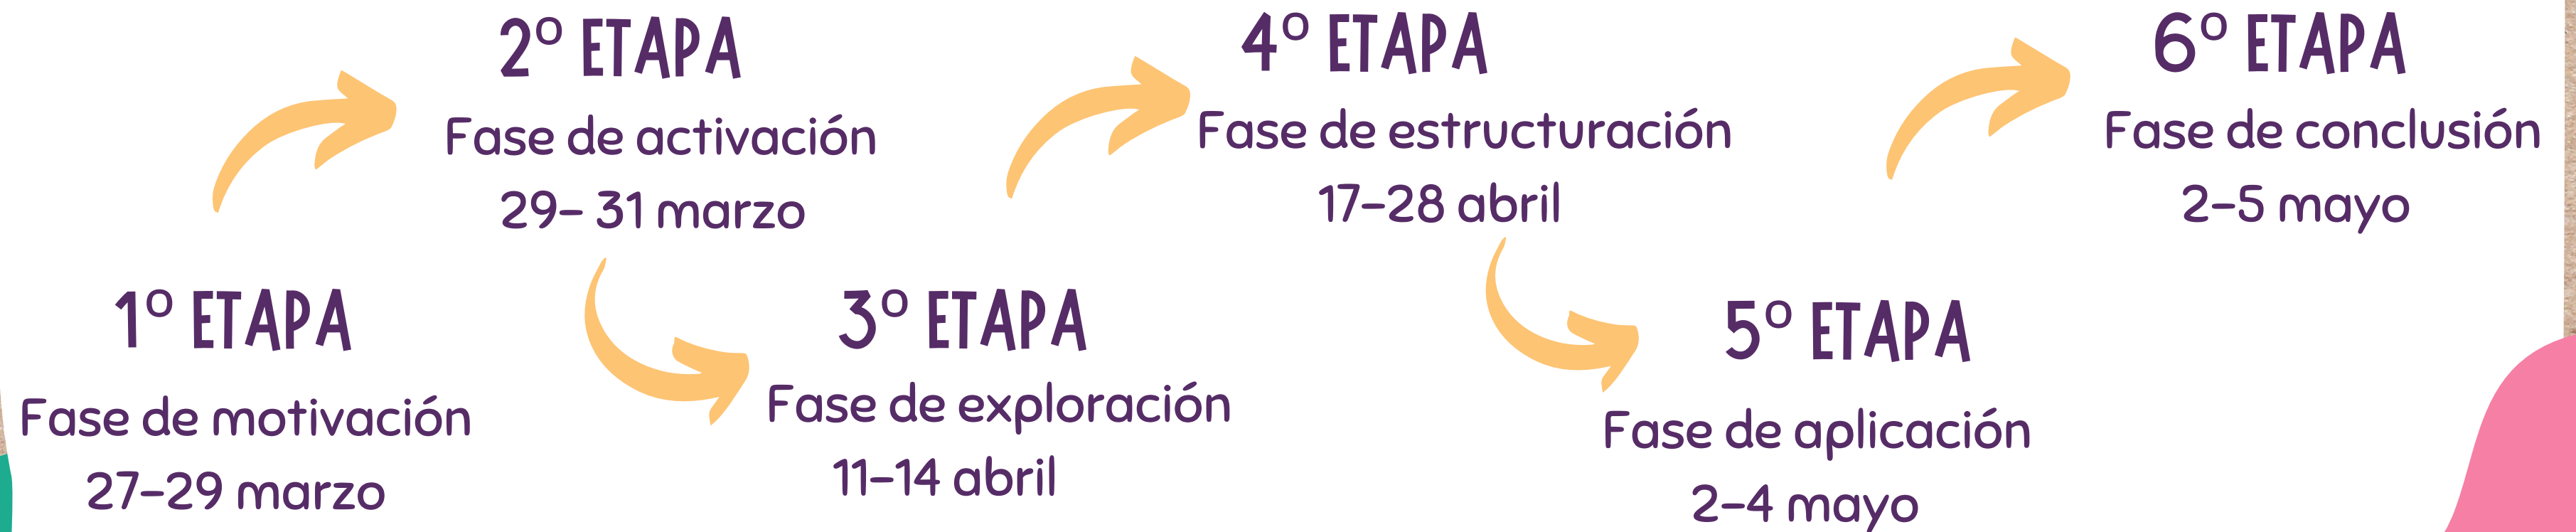 1º ETAPA
Fase de motivación
27–29 marzo
2º ETAPA
Fase de activación
29– 31 marzo
3º ETAPA
Fase de exploración
11–14 abril
4º ETAPA
Fase de estructuración
17–28 abril
5º ETAPA
Fase de aplicación
2–4 mayo
6º ETAPA
Fase de conclusión
2–5 mayo